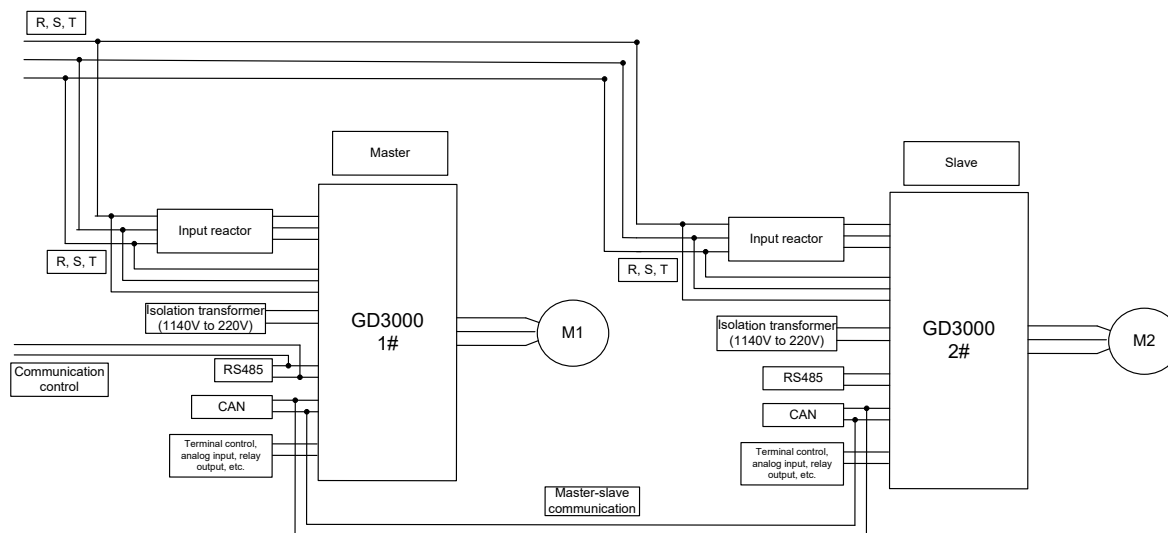 R, S, T
Master
Slave
Input reactor
Input reactor
R, S, T
R, S, T
Isolation transformer
(1140V to 220V)
GD3000
1#
M1
Isolation transformer
(1140V to 220V)
GD3000
2#
M2
Communication
control
RS485
RS485
CAN
CAN
Terminal control,
analog input, relay
output, etc.
Terminal control,
analog input, relay
output, etc.
Master-slave
communication